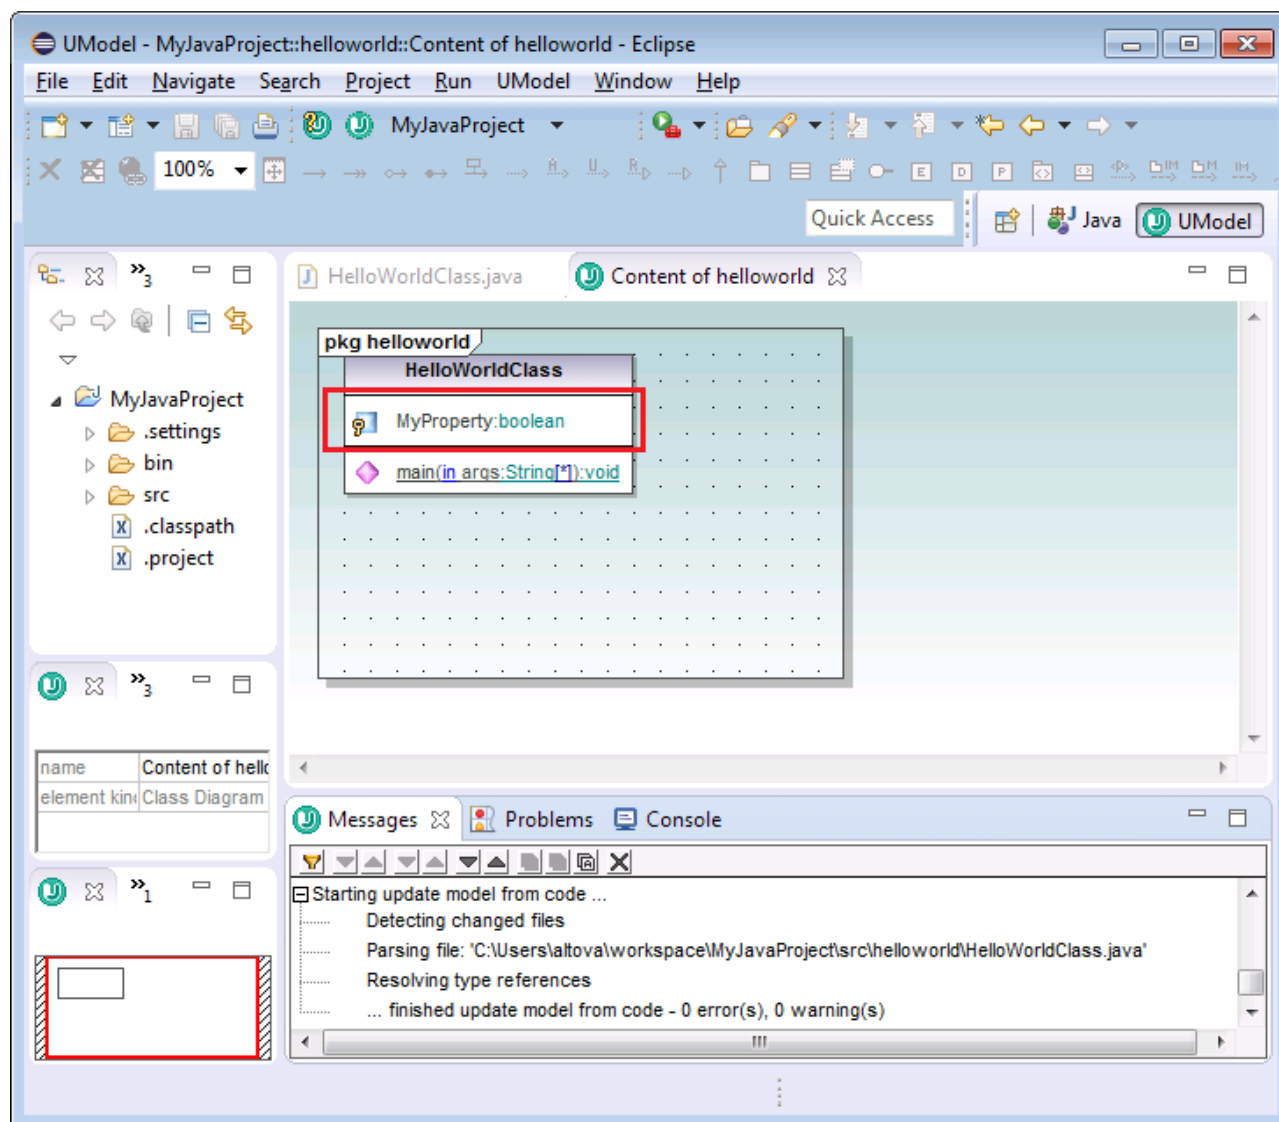 UModel - MyJavaProject::helloworld::Content of helloworld - Eclipse
File Edit Navigate Search Project Run UModel Window Help
MyJavaProject
100%
Quick Access Java UModel
HelloWorldClass.java Content of helloworld
pkg helloworld
HelloWorldClass
MyProperty:boolean
main(in args:String[*]):void
MyJavaProject
.settings
bin
src
.classpath
.project
name Content of hello
element kind Class Diagram
Messages Problems Console
Starting update model from code ...
Detecting changed files
Parsing file: 'C:\Users\altova\workspace\MyJavaProject\src\helloworld\HelloWorldClass.java'
Resolving type references
... finished update model from code - 0 error(s), 0 warning(s)